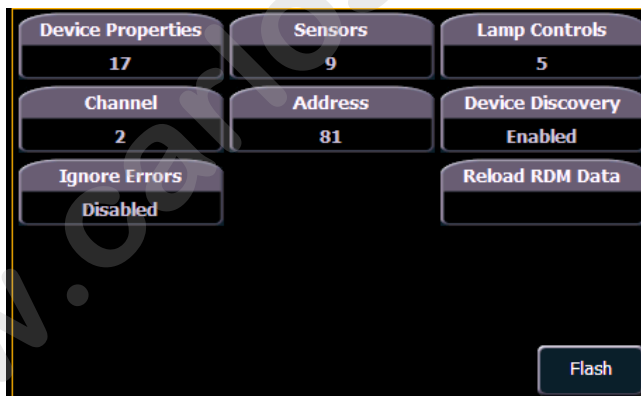 Device Properties Sensors Lamp Controls
17 9 5
Channel Address Device Discovery
2 81 Enabled
Ignore Errors Reload RDM Data
Disabled
Flash